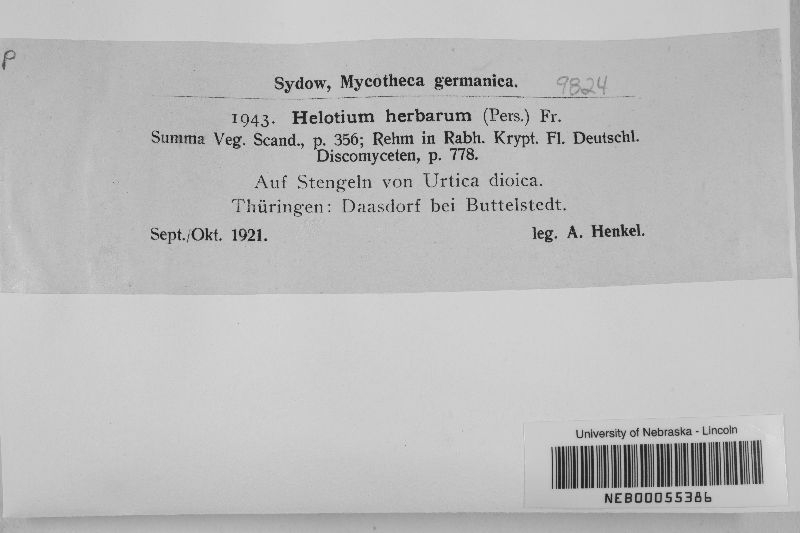 P
Sydow, Mycotheca germanica. 9824
1943. Helotium herbarum (Pers.) Fr.
Summa Veg. Scand., p. 356; Rehm in Rabh. Krypt. Fl. Deutschl.
Discomyceten, p. 778.
Auf Stengeln von Urtica dioica.
Thüringen: Daasdorf bei Buttelstedt.
Sept./Okt. 1921. leg. A. Henkel.
University of Nebraska - Lincoln
NEB00055386